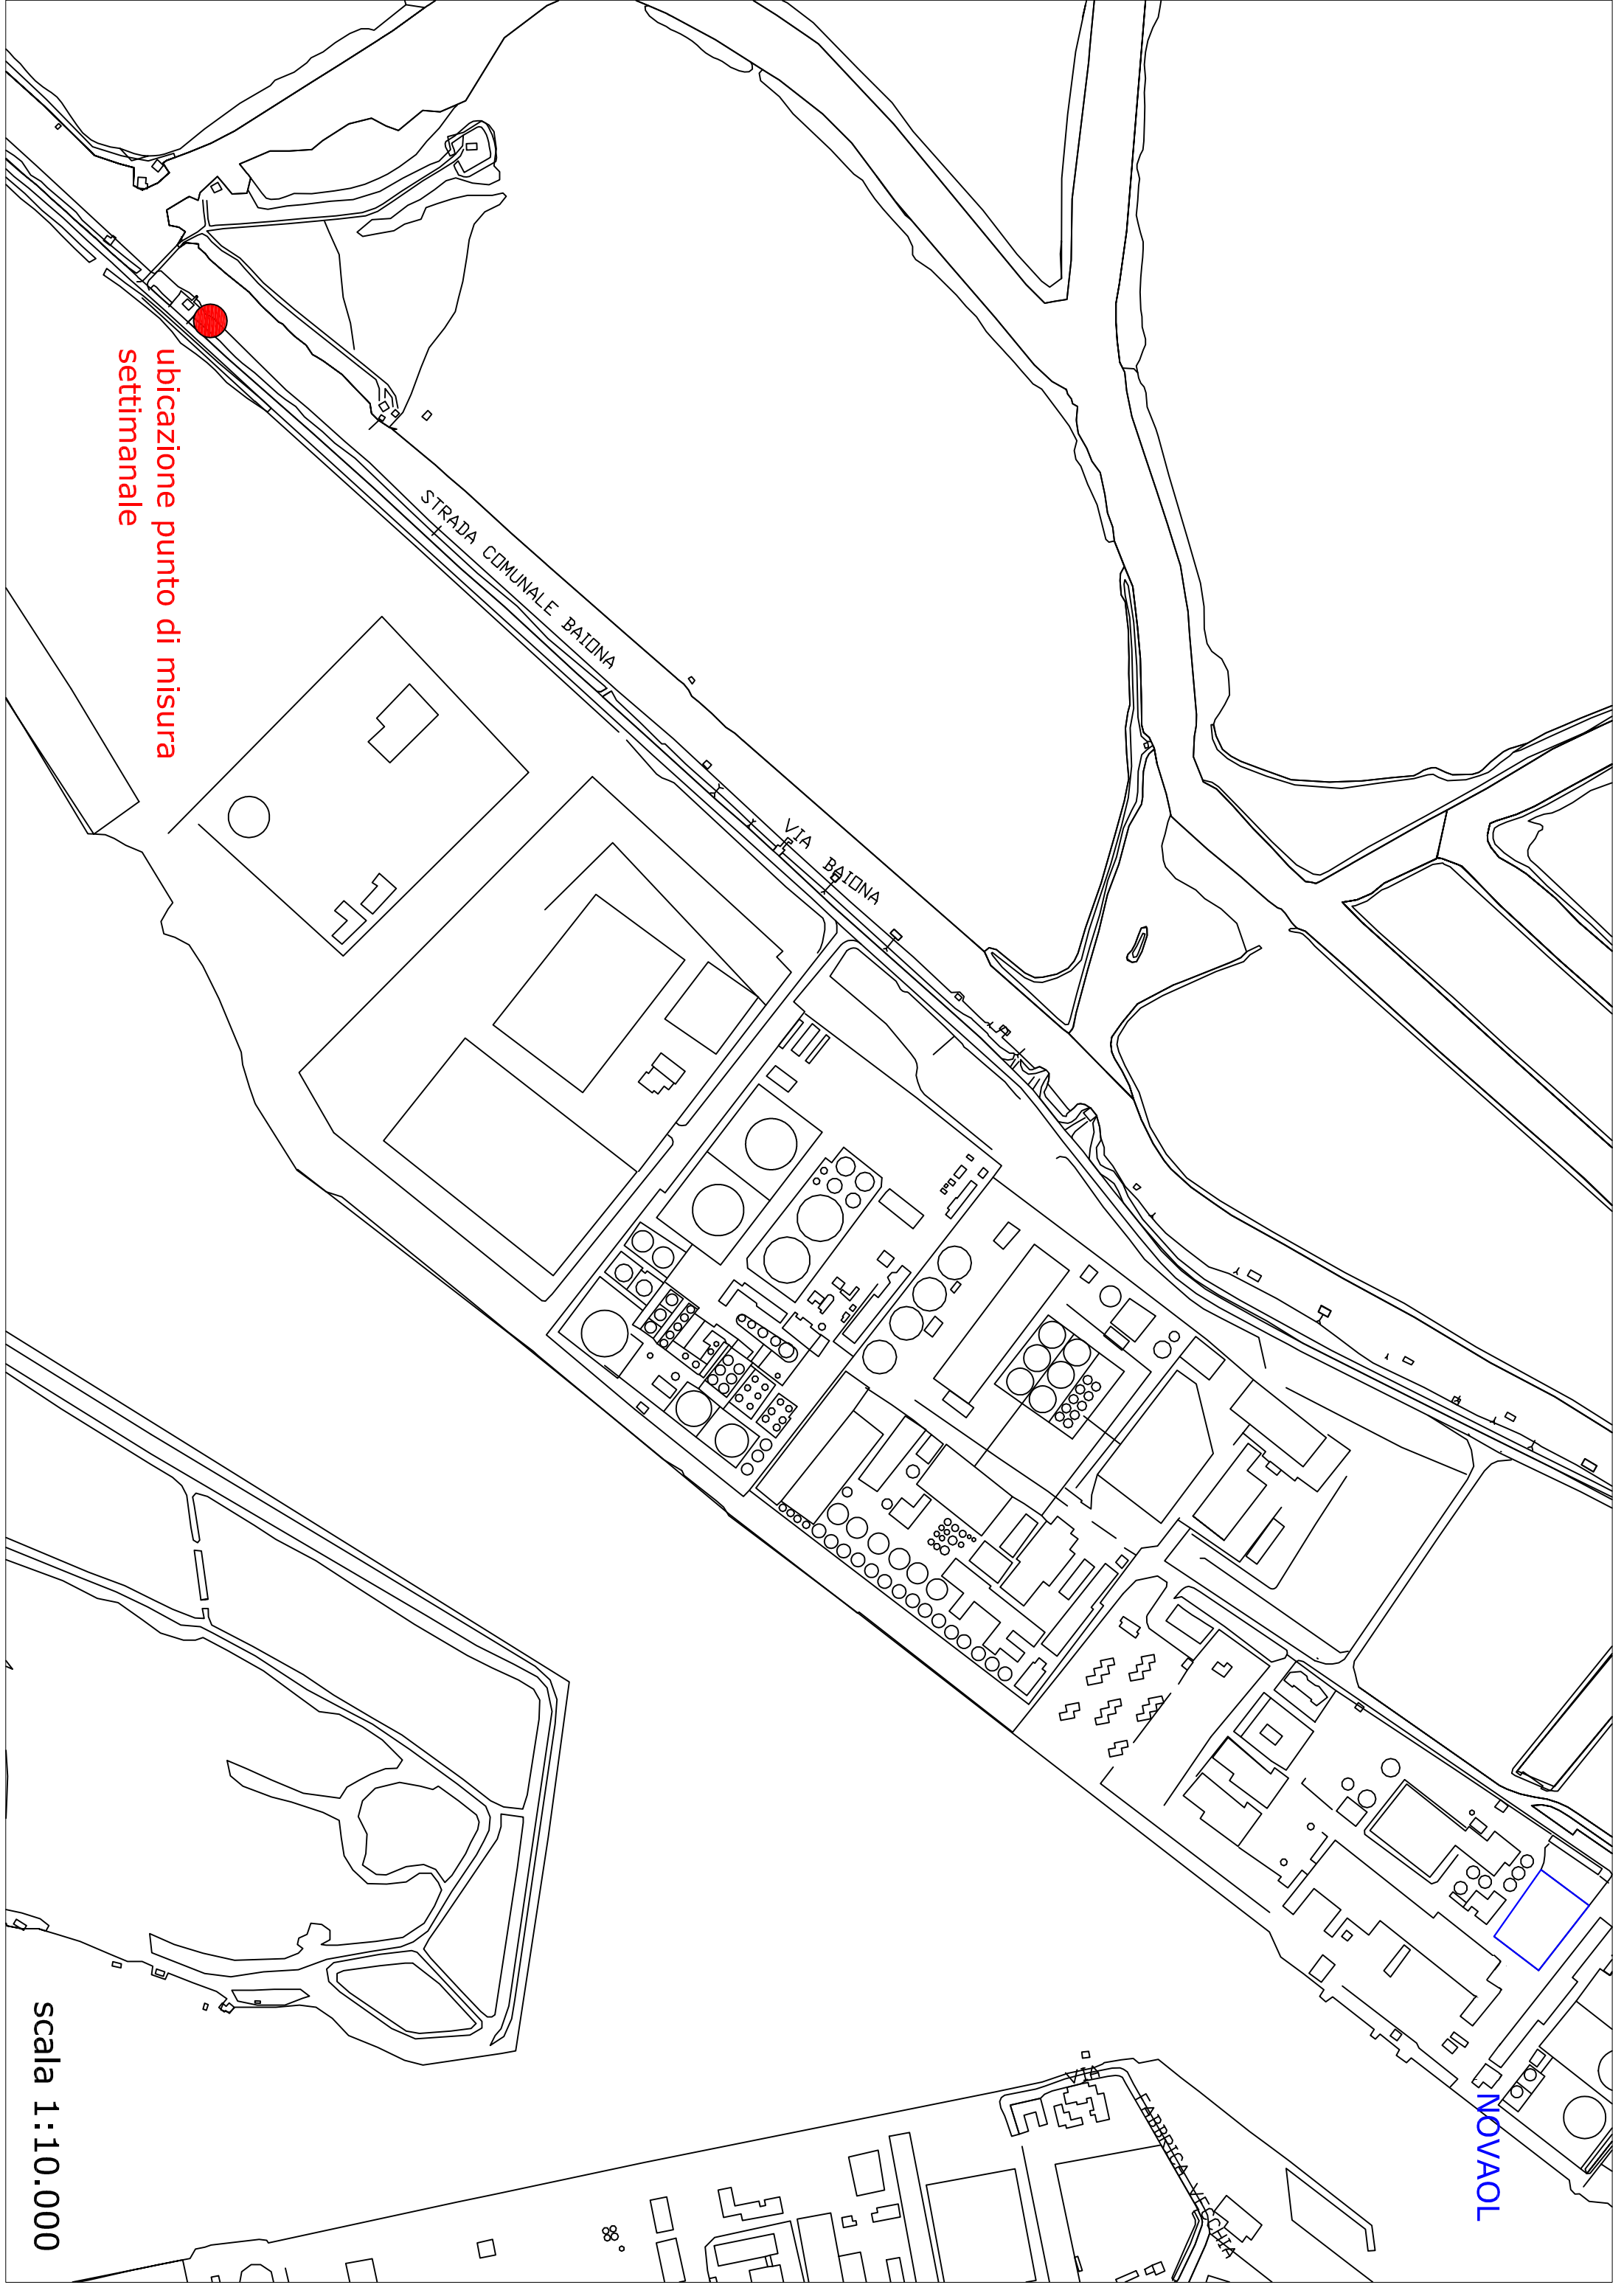 ubicazione punto di misura
settimanale
STRADA COMUNALE BAIONA
VIA BAIONA
NOVAOL
VIA FABBRICA VECCHIA
scala 1:10.000